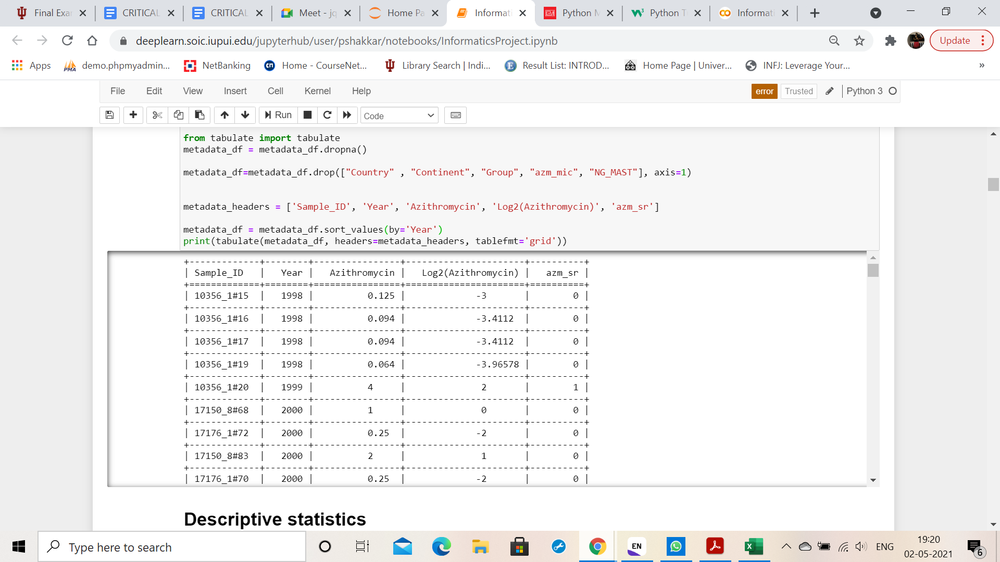 Final Exa CRITICAL CRITICAL Meet - jq Home Pa Informati Python M Python T Informati
deeplearn.soic.iupui.edu/jupyterhub/user/pshakkar/notebooks/InformaticsProject.ipynb Update
Apps demo.phpmyadmin... NetBanking Home - CourseNet... Library Search | Indi... Result List: INTROD... Home Page | Univer... INFJ: Leverage Your... »
File Edit View Insert Cell Kernel Help error Trusted Python 3
Run Code
from tabulate import tabulate
metadata_df = metadata_df.dropna()
metadata_df=metadata_df.drop(["Country" , "Continent", "Group", "azm_mic", "NG_MAST"], axis=1)
metadata_headers = ['Sample_ID', 'Year', 'Azithromycin', 'Log2(Azithromycin)', 'azm_sr']
metadata_df = metadata_df.sort_values(by='Year')
print(tabulate(metadata_df, headers=metadata_headers, tablefmt='grid'))
| Sample_ID | Year | Azithromycin | Log2(Azithromycin) | azm_sr |
| 10356_1#15 | 1998 | 0.125 | -3 | 0 |
| 10356_1#16 | 1998 | 0.094 | -3.4112 | 0 |
| 10356_1#17 | 1998 | 0.094 | -3.4112 | 0 |
| 10356_1#19 | 1998 | 0.064 | -3.96578 | 0 |
| 10356_1#20 | 1999 | 4 | 2 | 1 |
| 17150_8#68 | 2000 | 1 | 0 | 0 |
| 17176_1#72 | 2000 | 0.25 | -2 | 0 |
| 17150_8#83 | 2000 | 2 | 1 | 0 |
| 17176_1#70 | 2000 | 0.25 | -2 | 0 |
Descriptive statistics
Type here to search EN ENG 19:20
02-05-2021 6